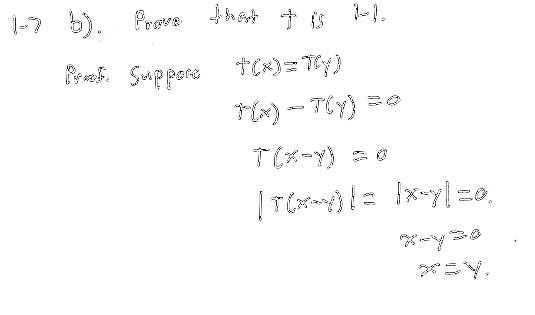 1-7 b). Prove that T is 1-1.
Proof. Suppose T(x) = T(y)
T(x) - T(y) = 0
T(x-y) = 0
|T(x-y)| = |x-y| = 0.
x-y = 0
x = y.